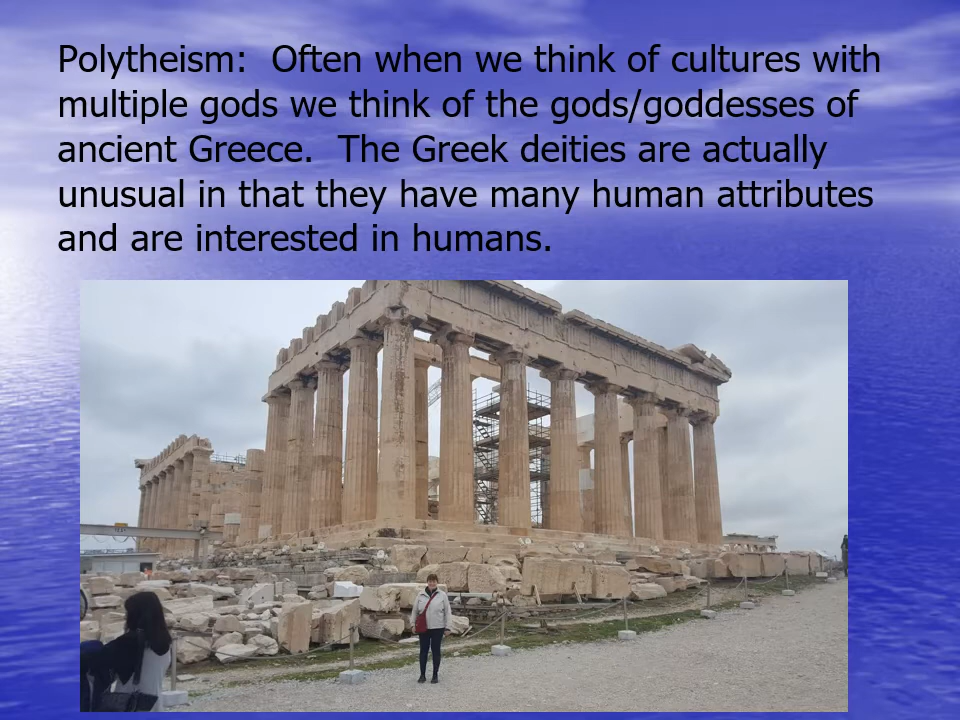 Polytheism:  Often when we think of cultures with
multiple gods we think of the gods/goddesses of
ancient Greece.  The Greek deities are actually
unusual in that they have many human attributes
and are interested in humans.